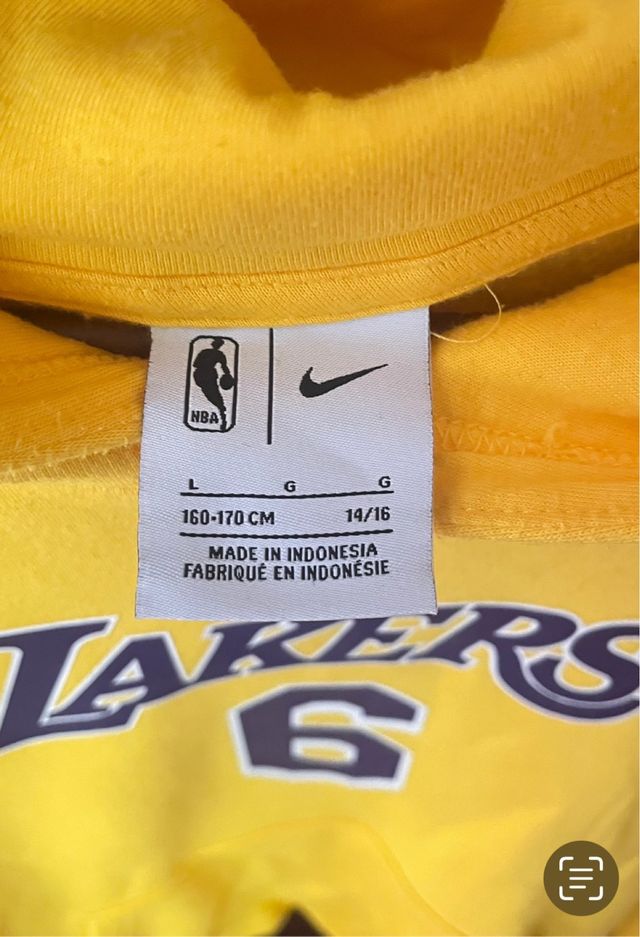 NBA
L G G
160-170 CM 14/16
MADE IN INDONESIA
FABRIQUÉ EN INDONÉSIE
LAKERS
6